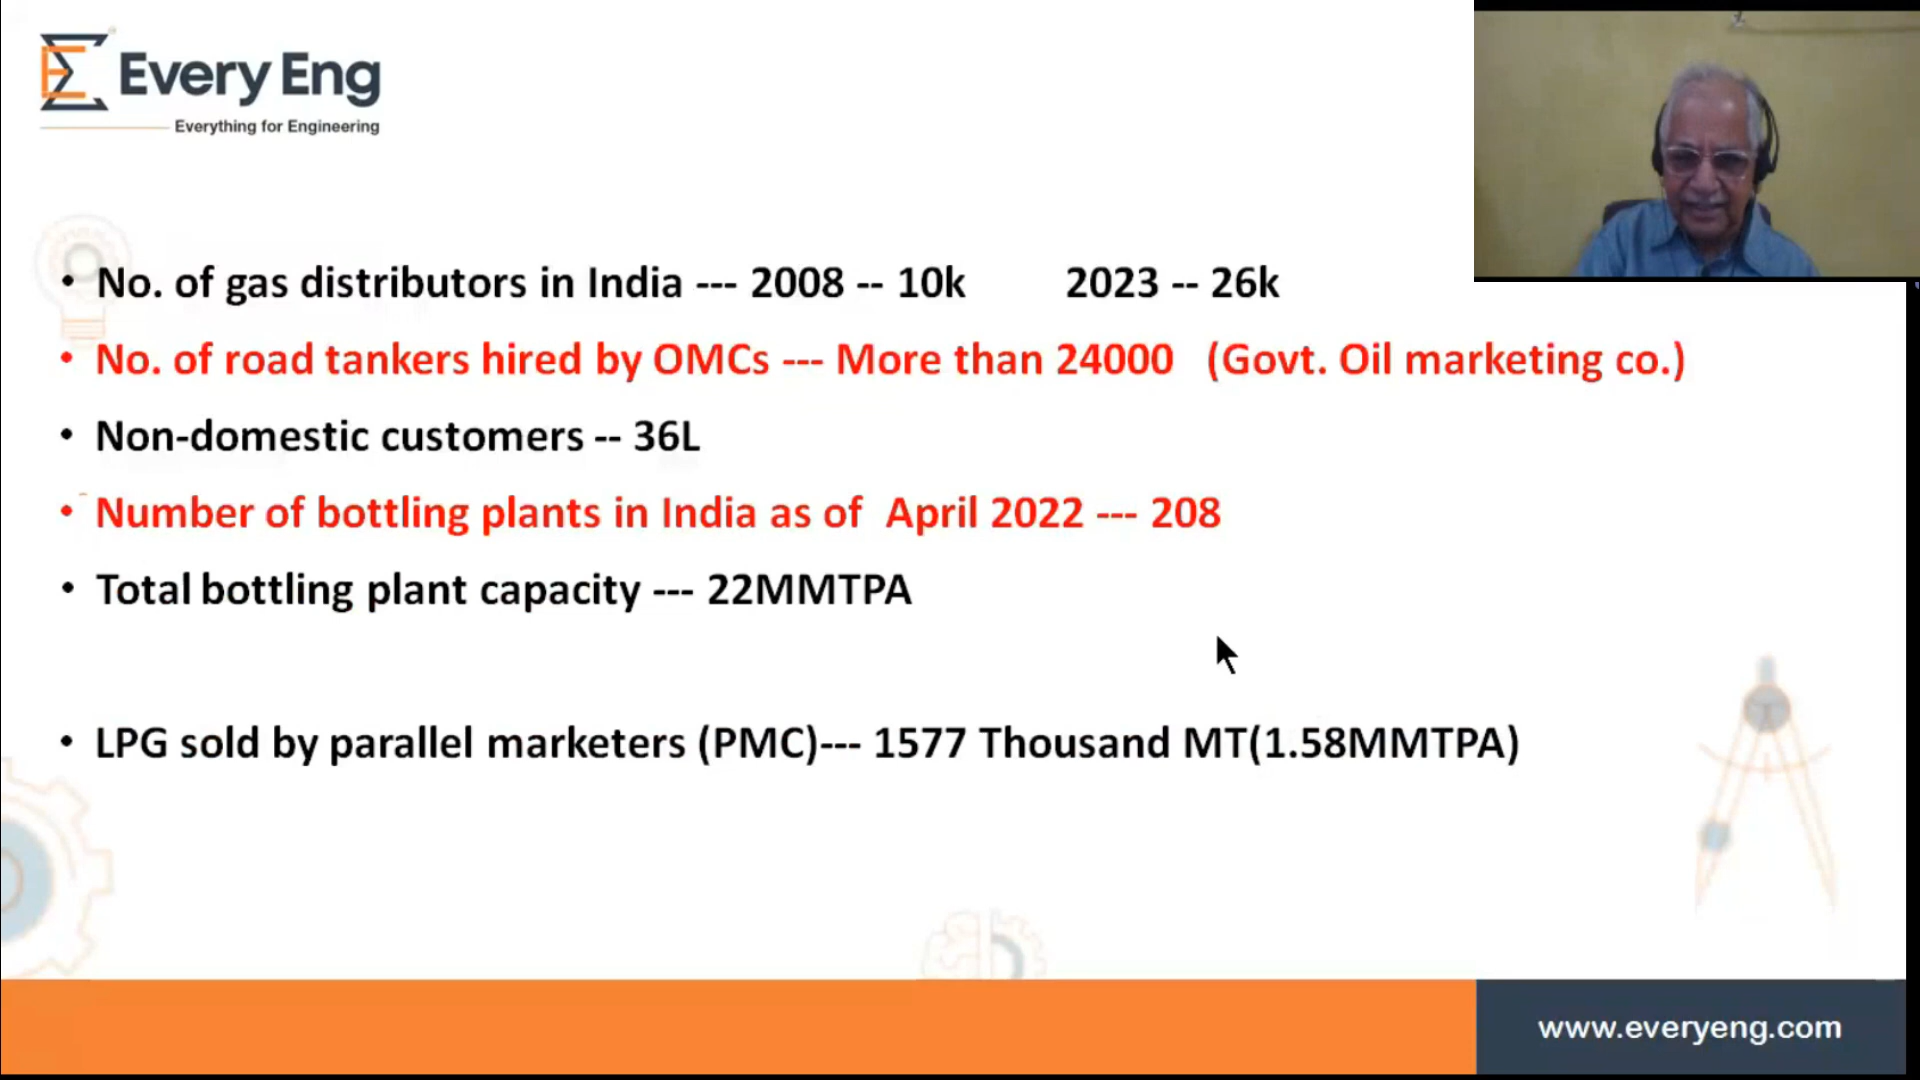 Every Eng
Everything for Engineering
• No. of gas distributors in India --- 2008 -- 10k 2023 -- 26k
• No. of road tankers hired by OMCs --- More than 24000 (Govt. Oil marketing co.)
• Non-domestic customers -- 36L
• Number of bottling plants in India as of April 2022 --- 208
• Total bottling plant capacity --- 22MMTPA
• LPG sold by parallel marketers (PMC)--- 1577 Thousand MT(1.58MMTPA)
www.everyeng.com